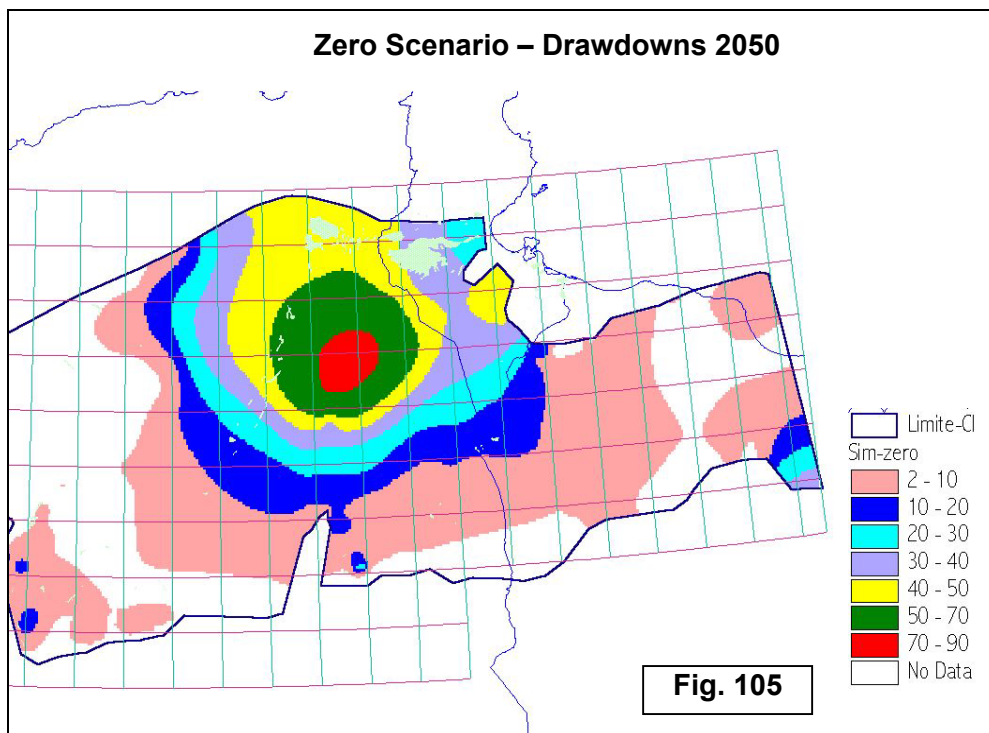 Zero Scenario – Drawdowns 2050
Limite-CI
Sim-zero
2 - 10
10 - 20
20 - 30
30 - 40
40 - 50
50 - 70
70 - 90
No Data
Fig. 105